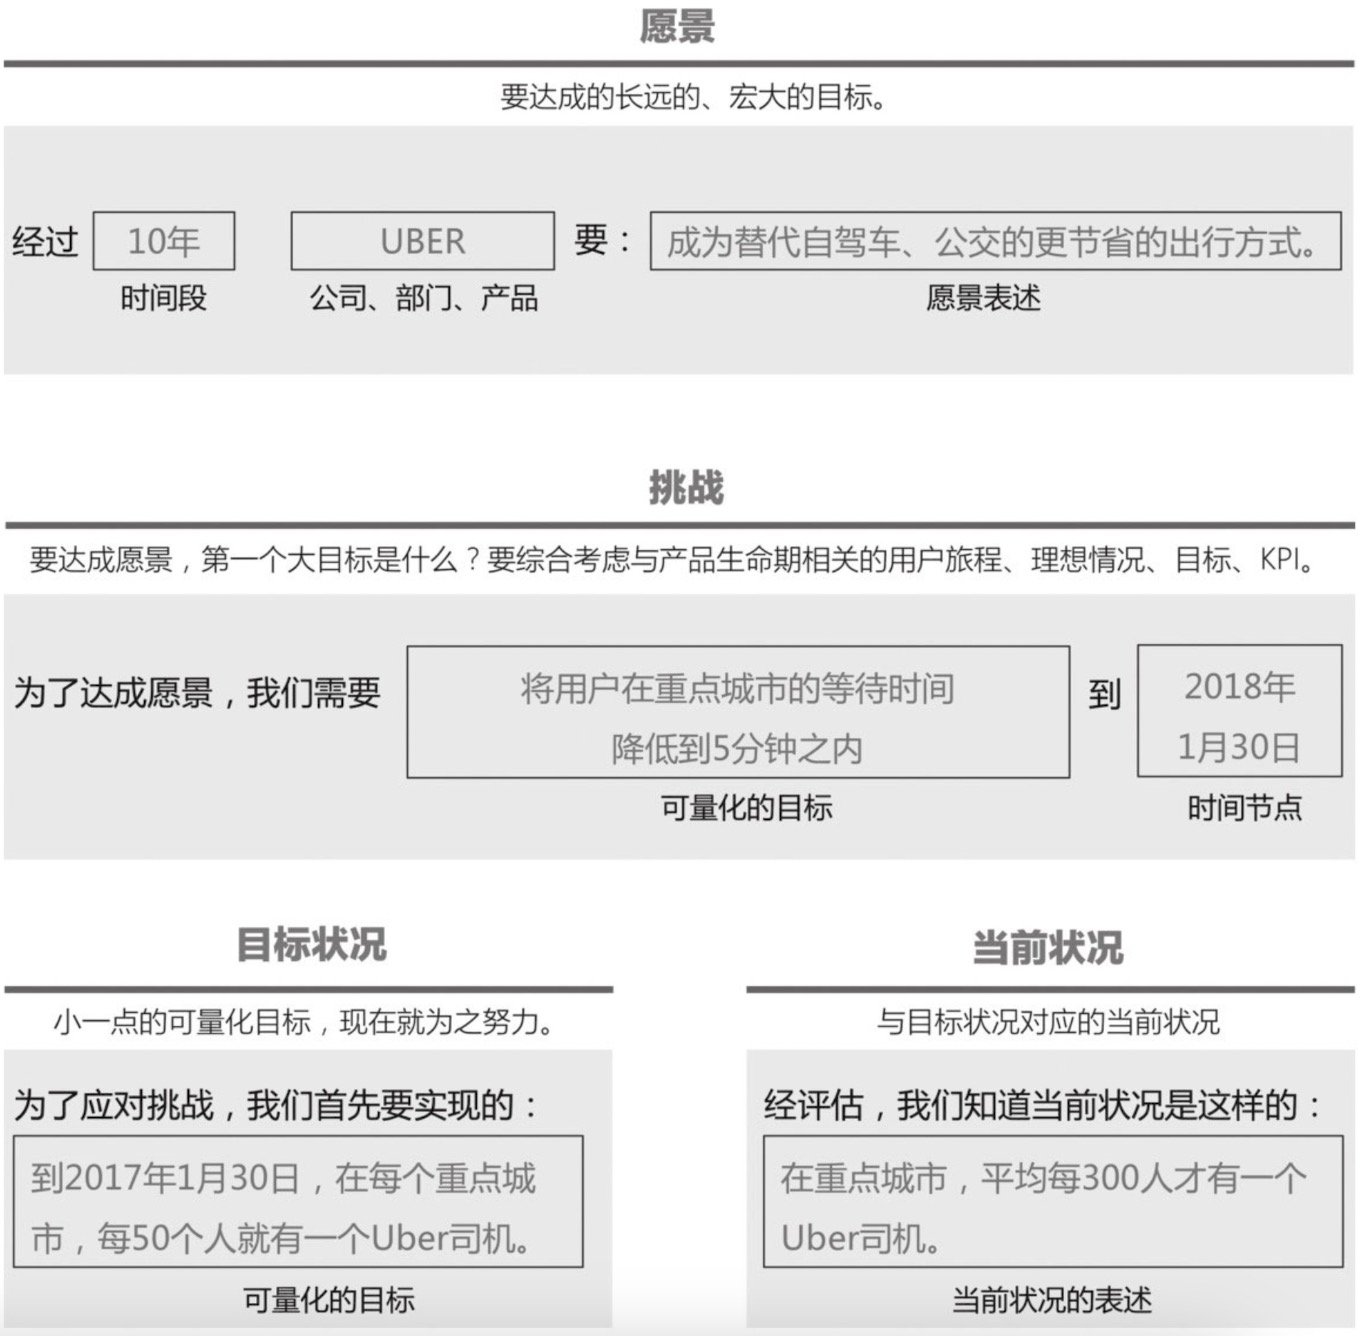 愿景
要达成的长远的、宏大的目标。
经过 10年 UBER 要： 成为替代自驾车、公交的更节省的出行方式。
时间段 公司、部门、产品 愿景表述
挑战
要达成愿景，第一个大目标是什么？要综合考虑与产品生命期相关的用户旅程、理想情况、目标、KPI。
为了达成愿景，我们需要 将用户在重点城市的等待时间 到 2018年
降低到5分钟之内 1月30日
可量化的目标 时间节点
目标状况
小一点的可量化目标，现在就为之努力。
为了应对挑战，我们首先要实现的：
到2017年1月30日，在每个重点城
市，每50个人就有一个Uber司机。
可量化的目标
当前状况
与目标状况对应的当前状况
经评估，我们知道当前状况是这样的：
在重点城市，平均每300人才有一个
Uber司机。
当前状况的表述